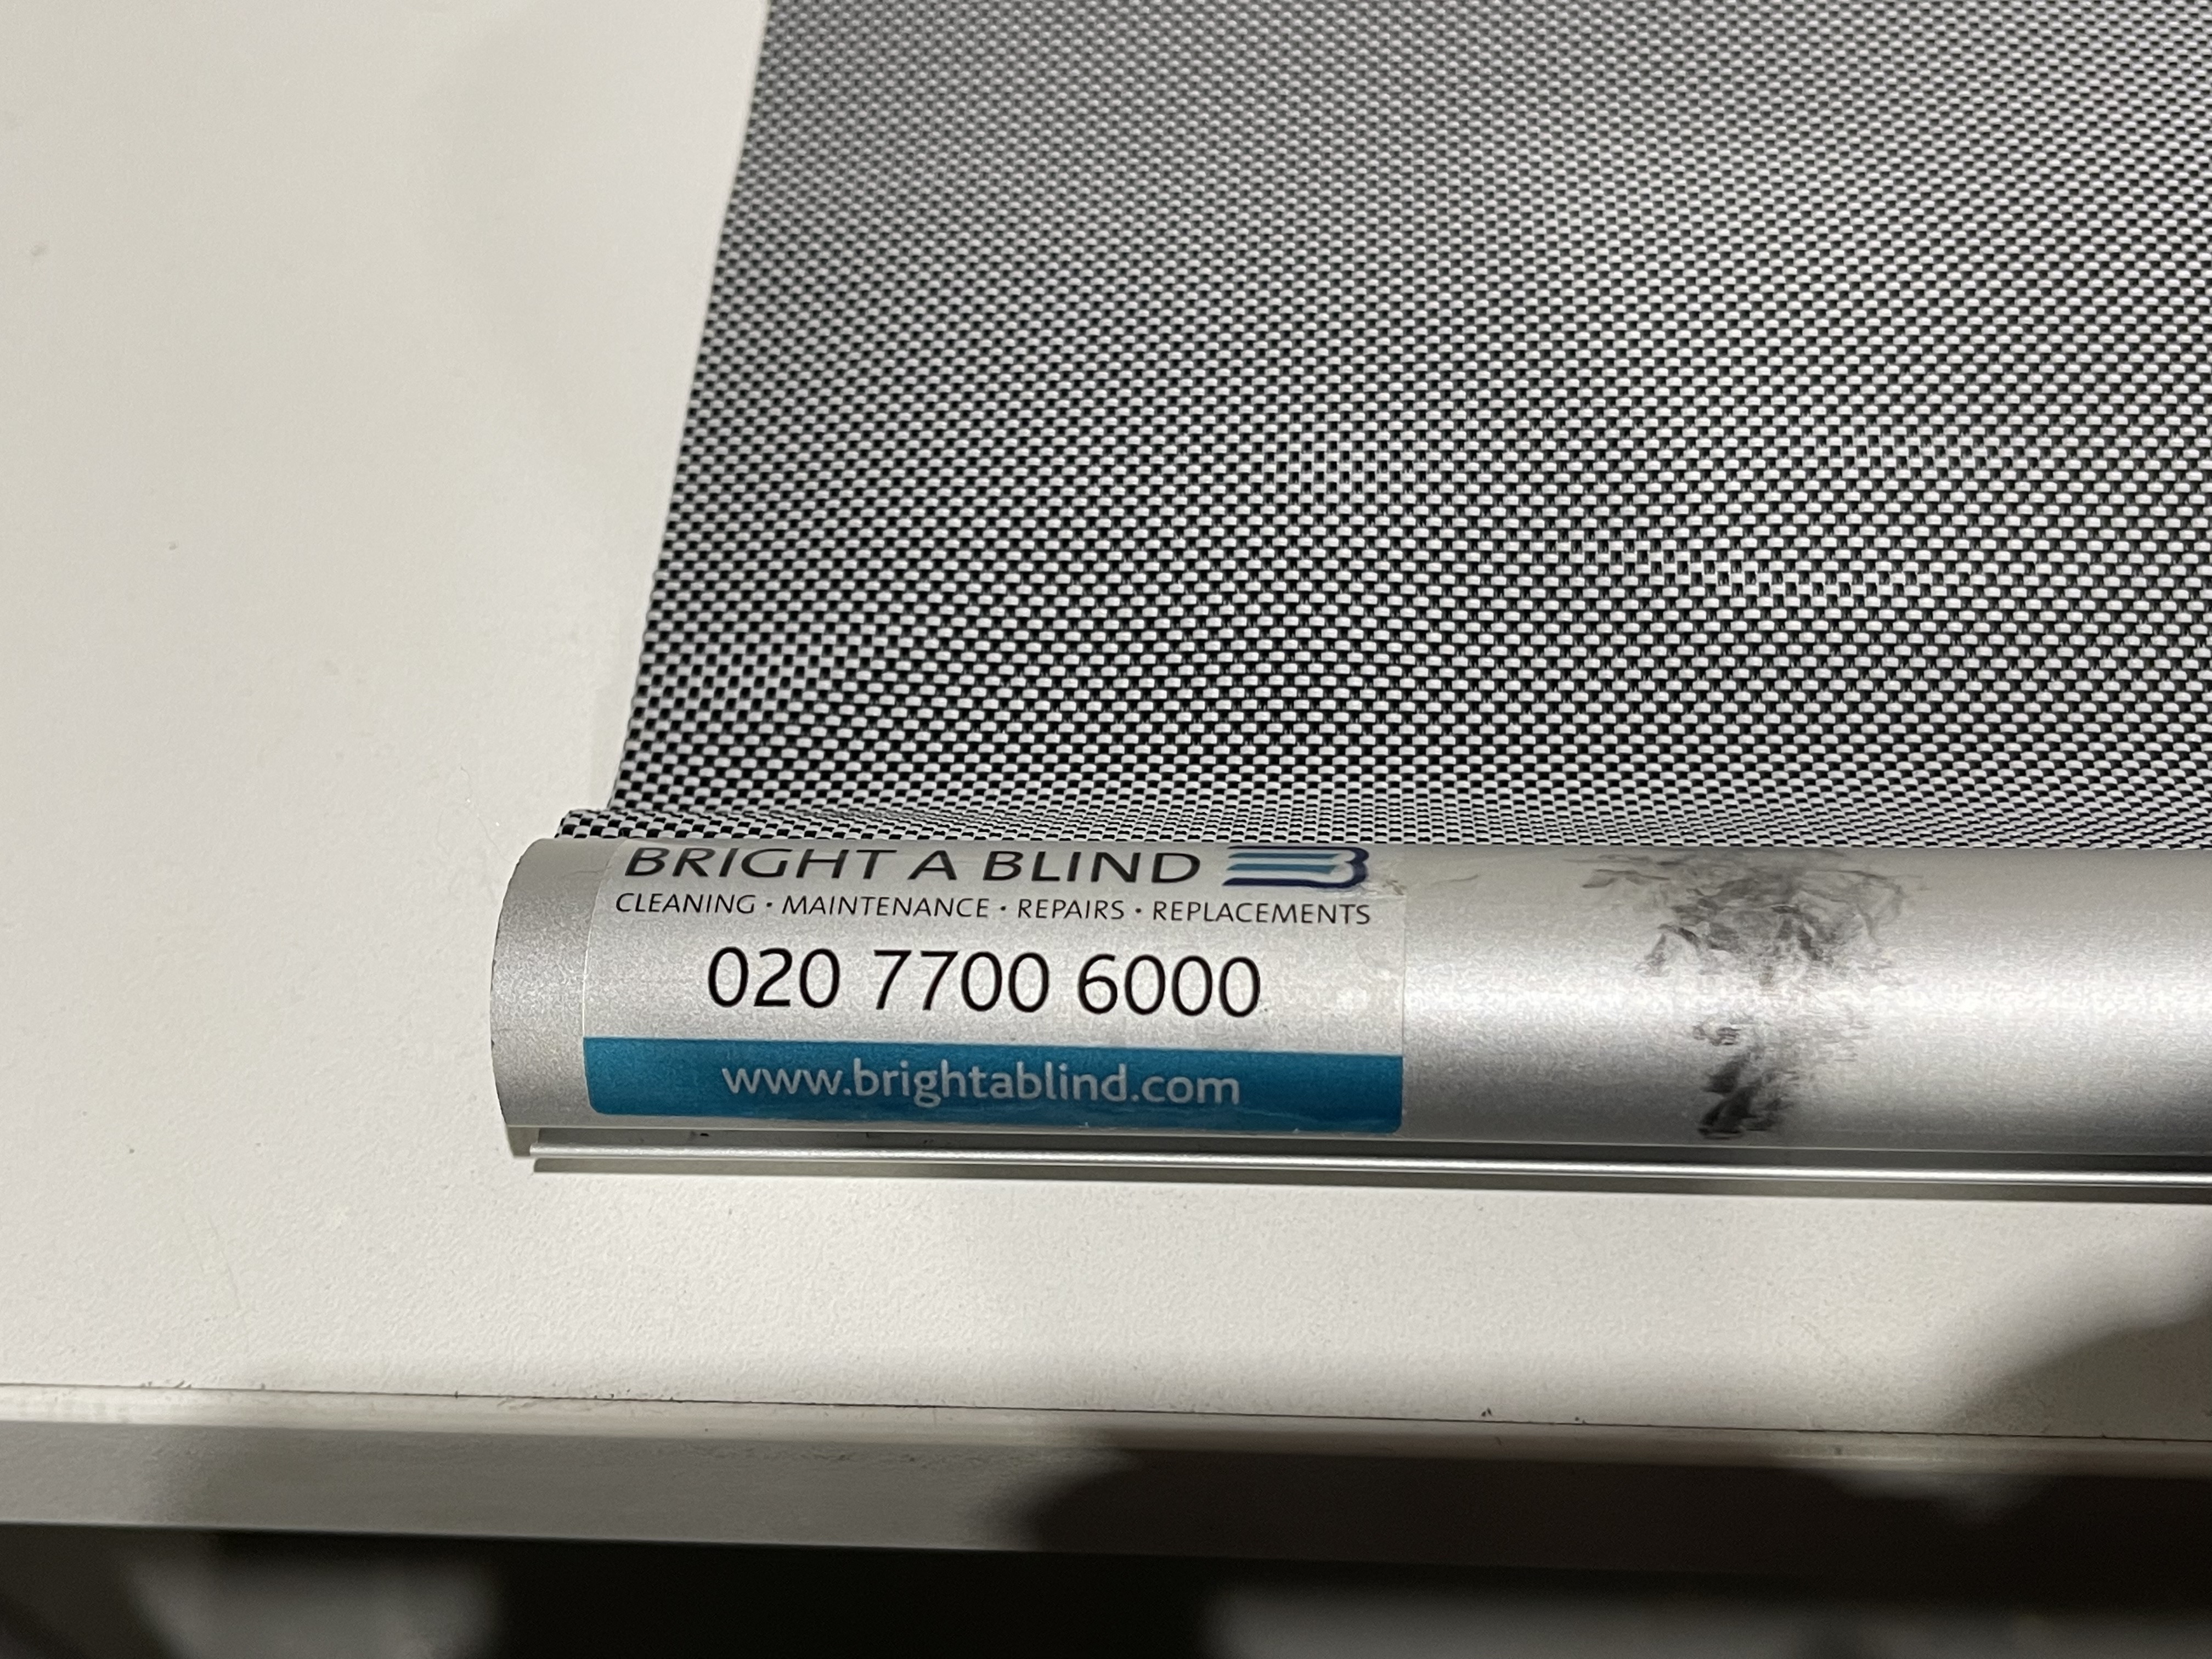 BRIGHT A BLIND
CLEANING · MAINTENANCE · REPAIRS · REPLACEMENTS
020 7700 6000
www.brightablind.com